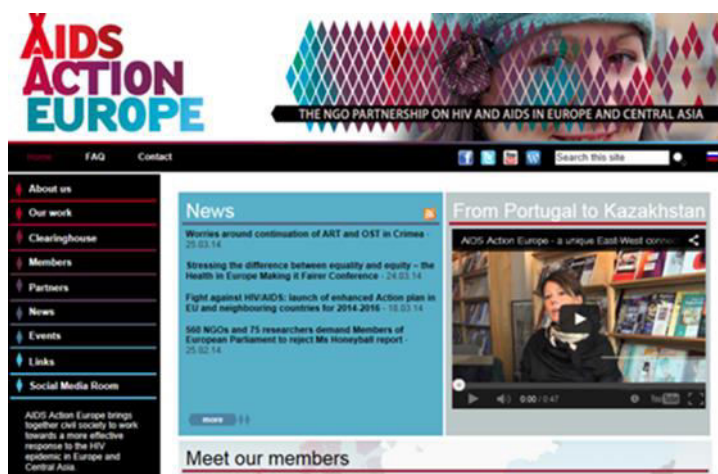 AIDS
ACTION
EUROPE
THE NGO PARTNERSHIP ON HIV AND AIDS IN EUROPE AND CENTRAL ASIA
Home
FAQ
Contact
Search this site
About us
Our work
Clearinghouse
Members
Partners
News
Events
Links
Social Media Room
AIDS Action Europe brings
together civil society to work
towards a more effective
response to the HIV
epidemic in Europe and
Central Asia.
News
Worries around continuation of ART and OST in Crimea -
25.03.14
Stressing the difference between equality and equity – the
Health in Europe Making it Fairer Conference - 24.03.14
Fight against HIV/AIDS: launch of enhanced Action plan in
EU and neighbouring countries for 2014-2016 - 18.03.14
560 NGOs and 75 researchers demand Members of
European Parliament to reject Ms Honeyball report -
25.02.14
more
From Portugal to Kazakhstan
AIDS Action Europe - a unique East-West connec...
0:00 / 0:47
YouTube
Meet our members